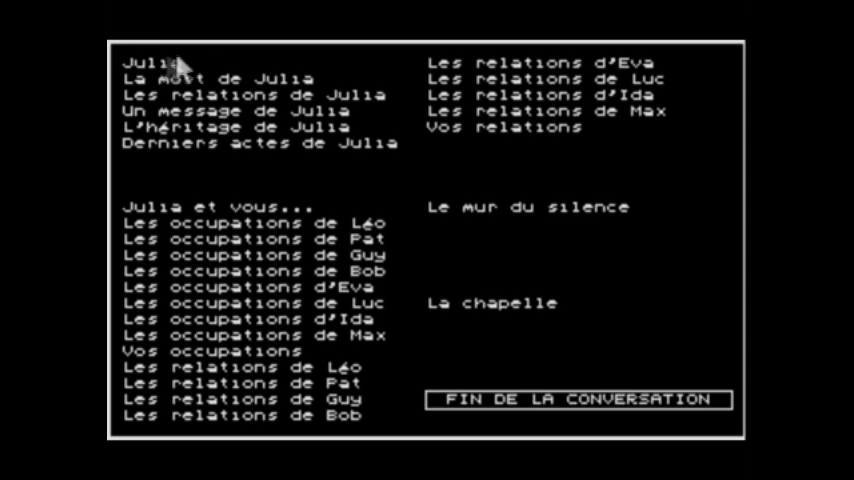 Julia
La mort de Julia
Les relations de Julia
Un message de Julia
L'héritage de Julia
Derniers actes de Julia
Julia et vous...
Les occupations de Léo
Les occupations de Pat
Les occupations de Guy
Les occupations de Bob
Les occupations d'Eva
Les occupations de Luc
Les occupations d'Ida
Les occupations de Max
Vos occupations
Les relations de Léo
Les relations de Pat
Les relations de Guy
Les relations de Bob
Les relations d'Eva
Les relations de Luc
Les relations d'Ida
Les relations de Max
Vos relations
Le mur du silence
La chapelle
FIN DE LA CONVERSATION